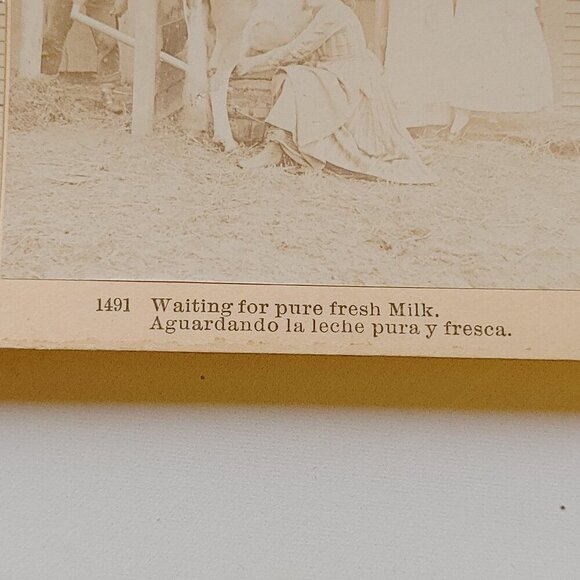 1491 Waiting for pure fresh Milk.
Aguardando la leche pura y fresca.